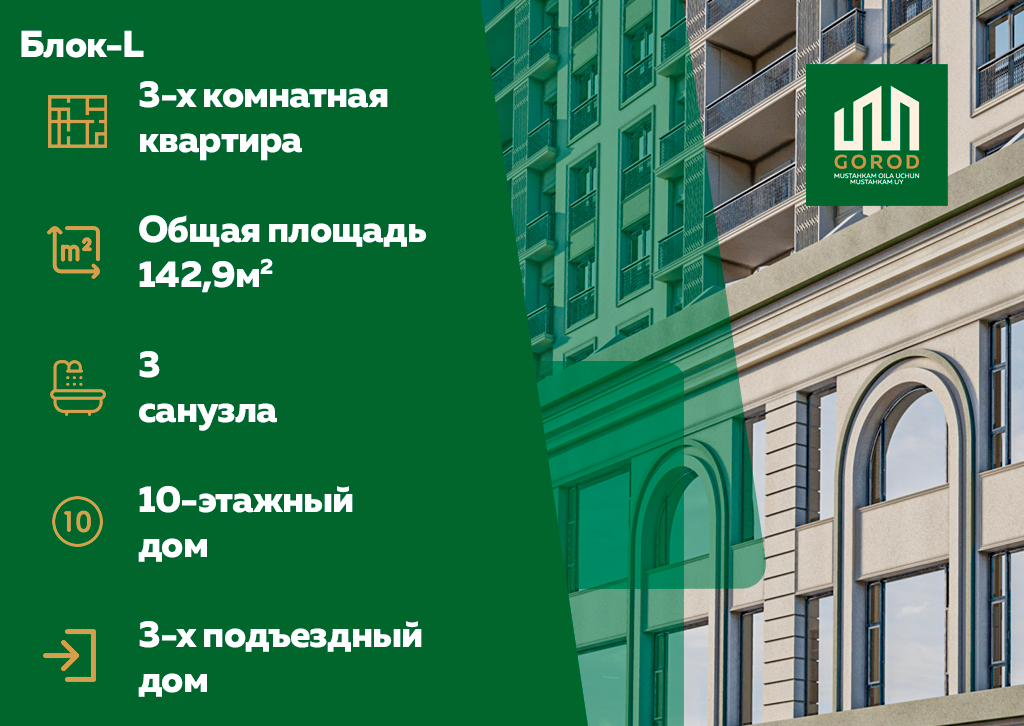 Блок-L
3-х комнатная
квартира
m²
Общая площадь
142,9м²
3
санузла
10
10-этажный
дом
3-х подъездный
дом
GOROD
MUSTAHKAM OILA UCHUN
MUSTAHKAM UY